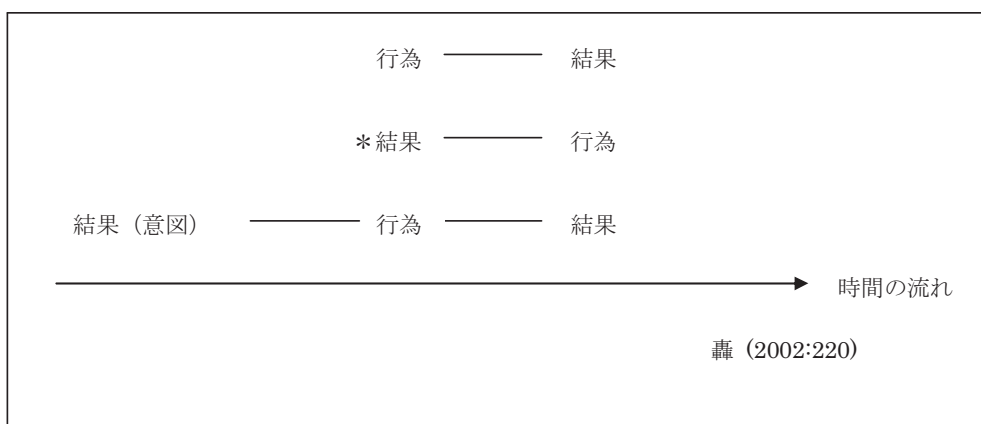 行為 ―― 結果
＊結果 ―― 行為
結果（意図） ―― 行為 ―― 結果
時間の流れ
轟 (2002:220)